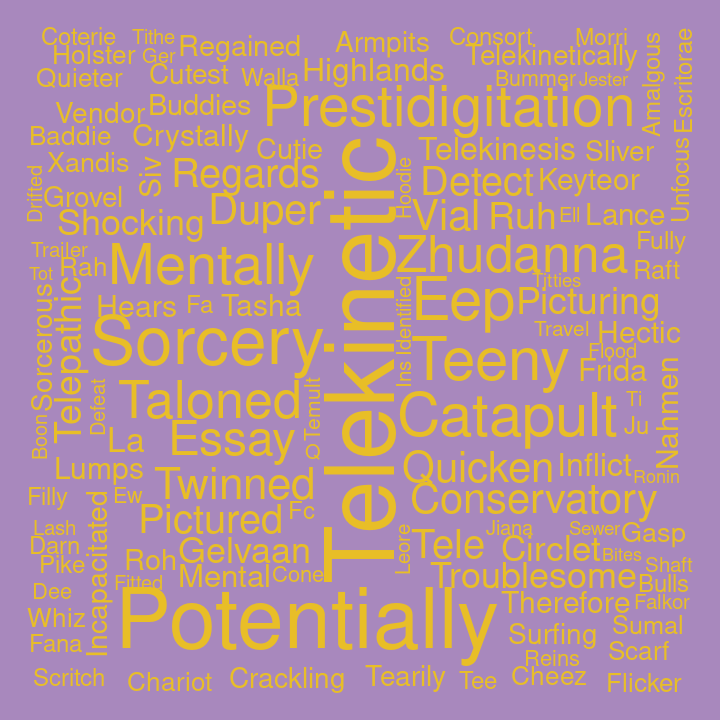 Coterie
Tithe
Consort
Morri
Holster
Ger
Regained
Armpits
Telekinetically
Quieter
Cutest
Walla
Highlands
Bummer
Jester
Amalgous
Escritorae
Vendor
Buddies
Prestidigitation
Baddie
Crystally
Cutie
Telekinesis
Sliver
Xandis
Siv
Regards
Hoodie
Detect
Keyteor
Unfocus
Drifted
Grovel
Shocking
Duper
Vial
Ruh
Ell
Lance
Trailer
Mentally
Zhudanna
Fully
Tot
Rah
Telekinetic
Eep
Tjtties
Raft
Sorcerous
Telepathic
Hears
Fa
Tasha
Ins
Identified
Picturing
Travel
Hectic
Sorcery
Teeny
Flood
Frida
Boon
Defeat
Taloned
QTemult
Catapult
Ti
Ju
Nahmen
La
Essay
Lumps
Twinned
Quicken
Inflict
Ronin
Filly
Ew
Pictured
Fc
Conservatory
Lash
Incapacitated
Leore
Jiana
Sewer
Gasp
Darn
Roh
Gelvaan
Tele
Circlet
Bites
Pike
Fitted
Mental
Cone
Troublesome
Shaft
Bulls
Dee
Potentially
Therefore
Falkor
Whiz
Surfing
Sumal
Fana
Reins
Scarf
Scritch
Chariot
Crackling
Tearily
Tee
Cheez
Flicker